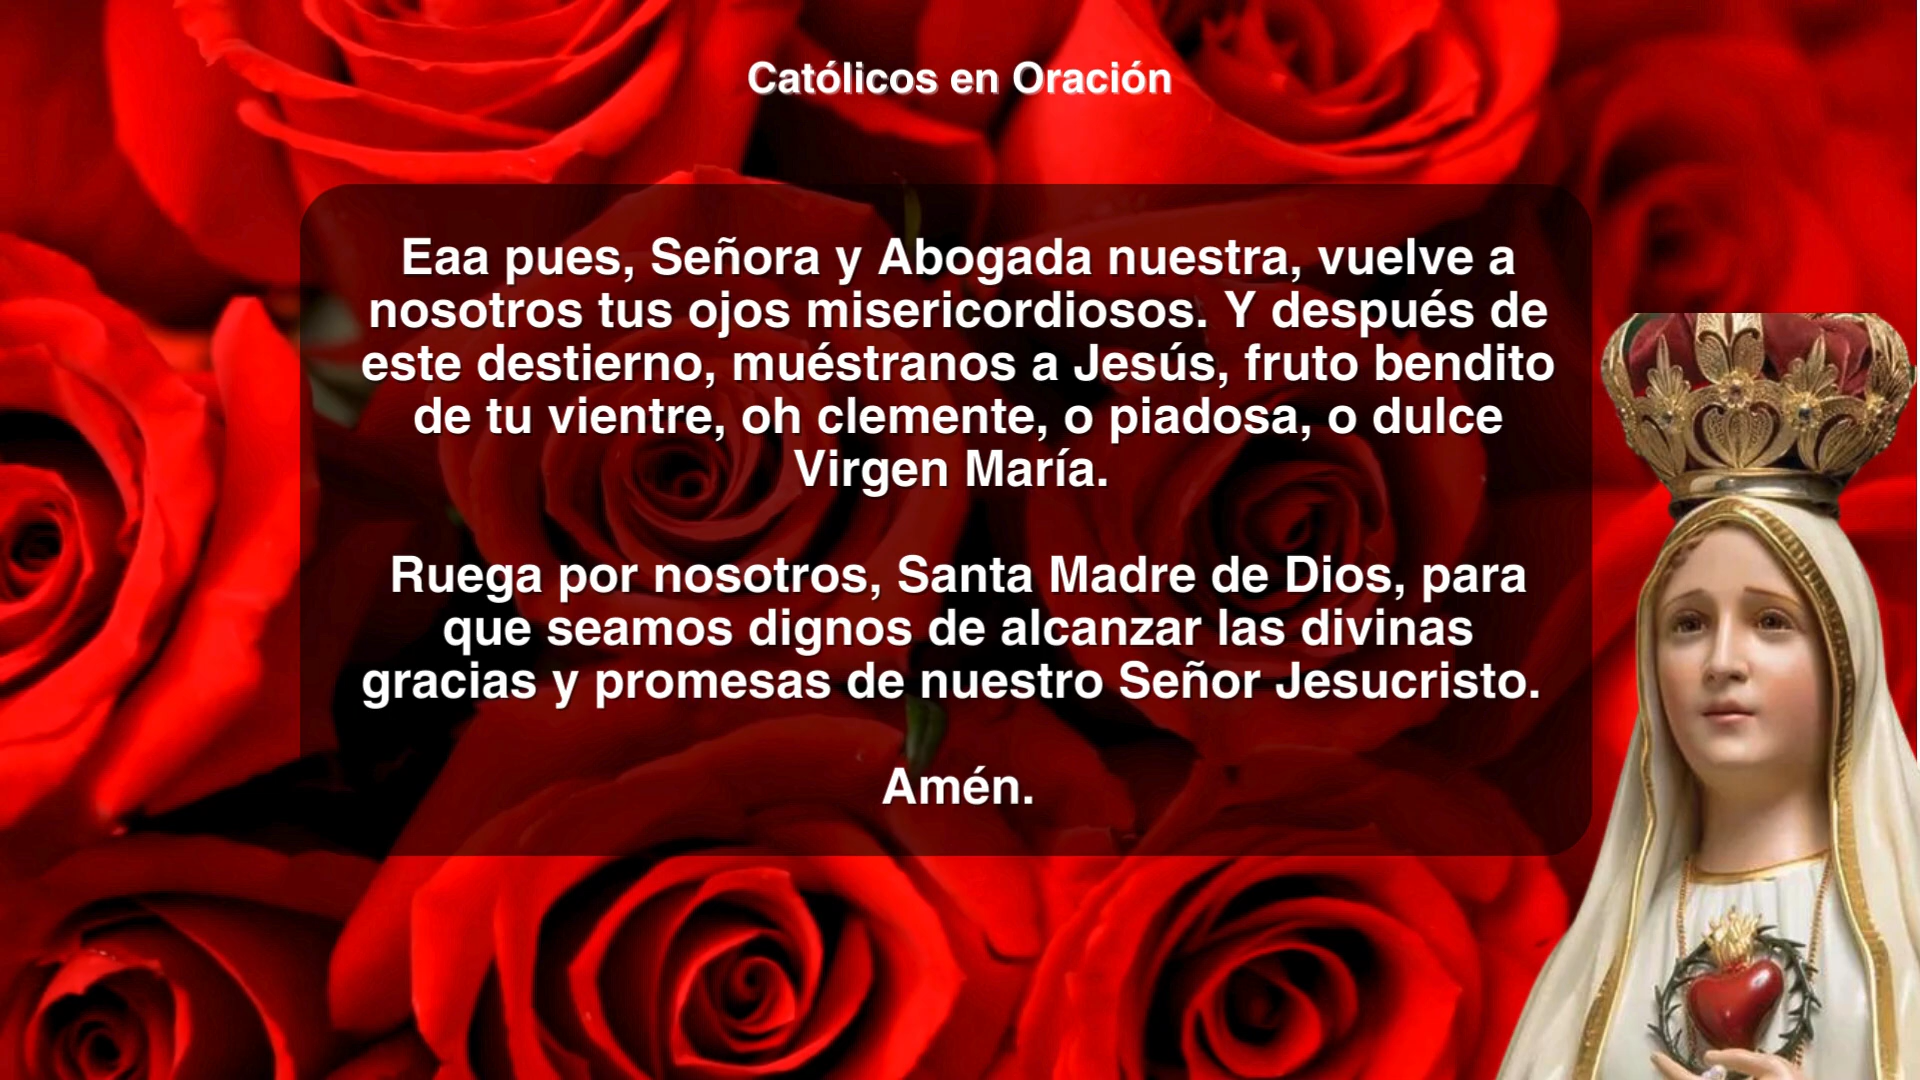 Católicos en Oración
Eaa pues, Señora y Abogada nuestra, vuelve a
nosotros tus ojos misericordiosos. Y después de
este destierno, muéstranos a Jesús, fruto bendito
de tu vientre, oh clemente, o piadosa, o dulce
Virgen María.
Ruega por nosotros, Santa Madre de Dios, para
que seamos dignos de alcanzar las divinas
gracias y promesas de nuestro Señor Jesucristo.
Amén.